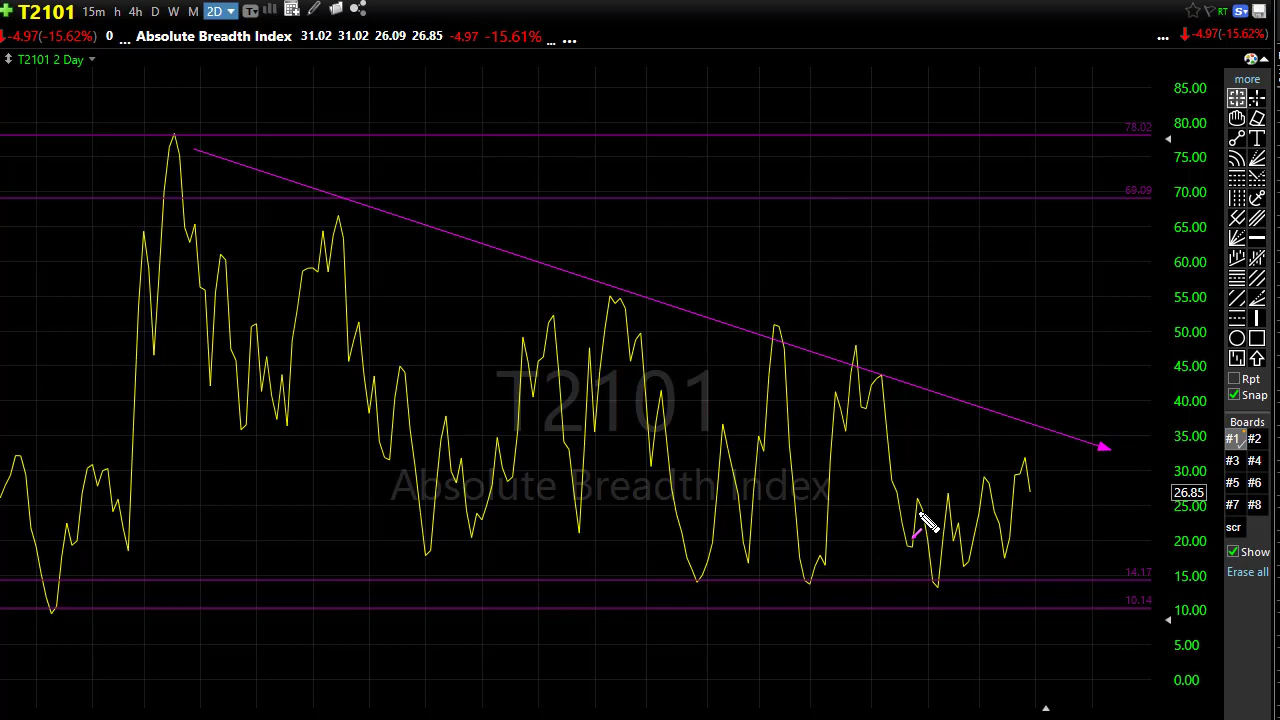 T2101 15m h 4h D W M 2D T RT S
-4.97(-15.62%) 0 ... Absolute Breadth Index 31.02 31.02 26.09 26.85 -4.97 -15.61% ... ... ... -4.97(-15.62%)
T2101 2 Day
more
85.00
80.00
78.02
75.00
70.00
69.09
65.00
60.00
55.00
50.00
45.00
40.00
35.00
30.00
26.85
25.00
20.00
15.00
14.17
10.00
10.14
5.00
0.00
T2101
Absolute Breadth Index
Rpt
Snap
Boards
#1 #2
#3 #4
#5 #6
#7 #8
scr
Show
Erase all